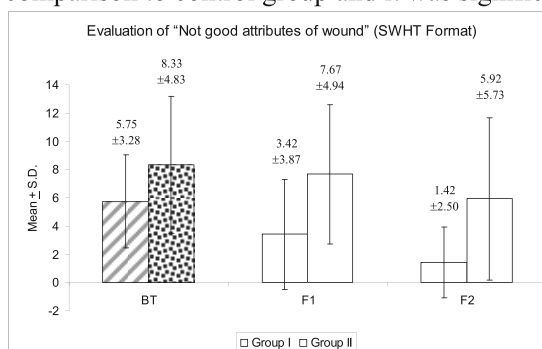 comparison to control group and it was signific
Evaluation of “Not good attributes of wound” (SWHT Format)
14
12
10
8
6
4
2
0
-2
Mean ± S.D.
5.75
±3.28
8.33
±4.83
3.42
±3.87
7.67
±4.94
1.42
±2.50
5.92
±5.73
BT
F1
F2
Group I
Group II